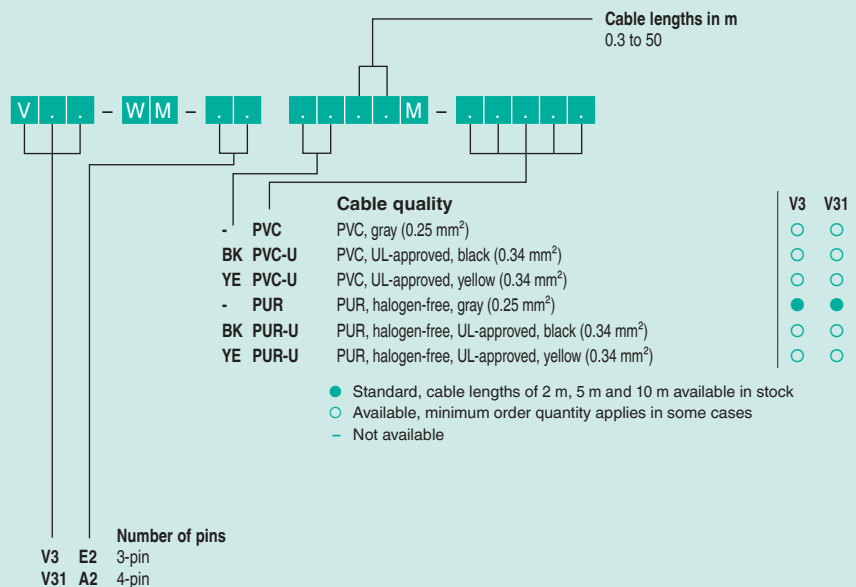 Cable lengths in m
0.3 to 50
V . . – W M – . . . . . . M – . . . . .
Cable quality V3 V31
- PVC PVC, gray (0.25 mm²) ○ ○
BK PVC-U PVC, UL-approved, black (0.34 mm²) ○ ○
YE PVC-U PVC, UL-approved, yellow (0.34 mm²) ○ ○
- PUR PUR, halogen-free, gray (0.25 mm²) ● ●
BK PUR-U PUR, halogen-free, UL-approved, black (0.34 mm²) ○ ○
YE PUR-U PUR, halogen-free, UL-approved, yellow (0.34 mm²) ○ ○
● Standard, cable lengths of 2 m, 5 m and 10 m available in stock
○ Available, minimum order quantity applies in some cases
– Not available
Number of pins
V3 E2 3-pin
V31 A2 4-pin